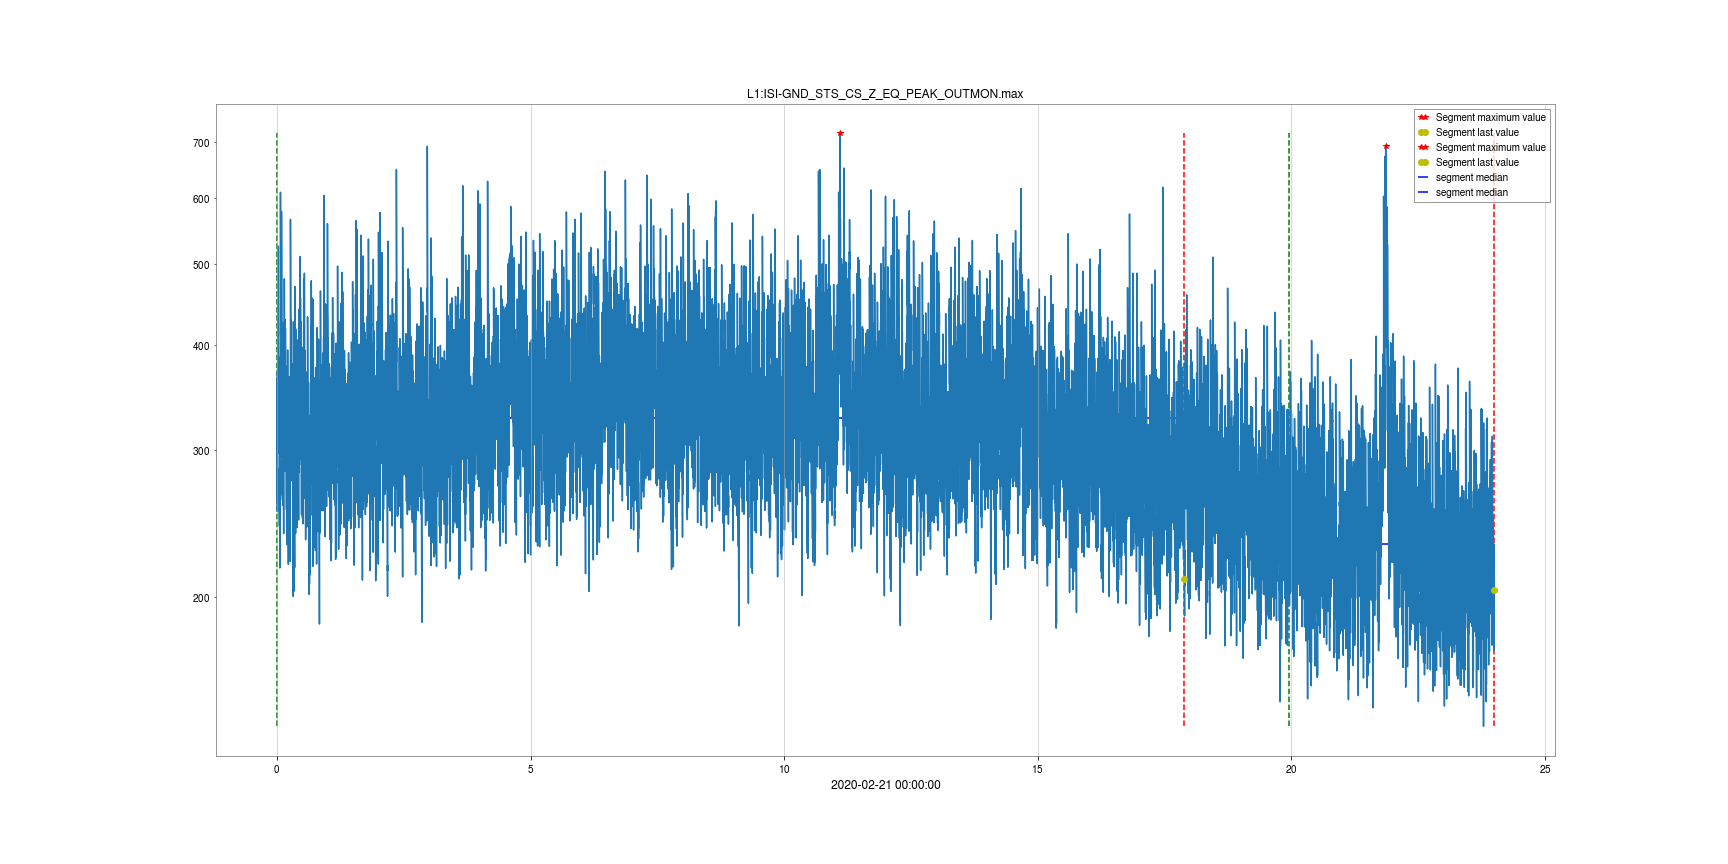 L1:ISI-GND_STS_CS_Z_EQ_PEAK_OUTMON.max
Segment maximum value
Segment last value
Segment maximum value
Segment last value
segment median
segment median
700
600
500
400
300
200
0
5
10
15
20
25
2020-02-21 00:00:00